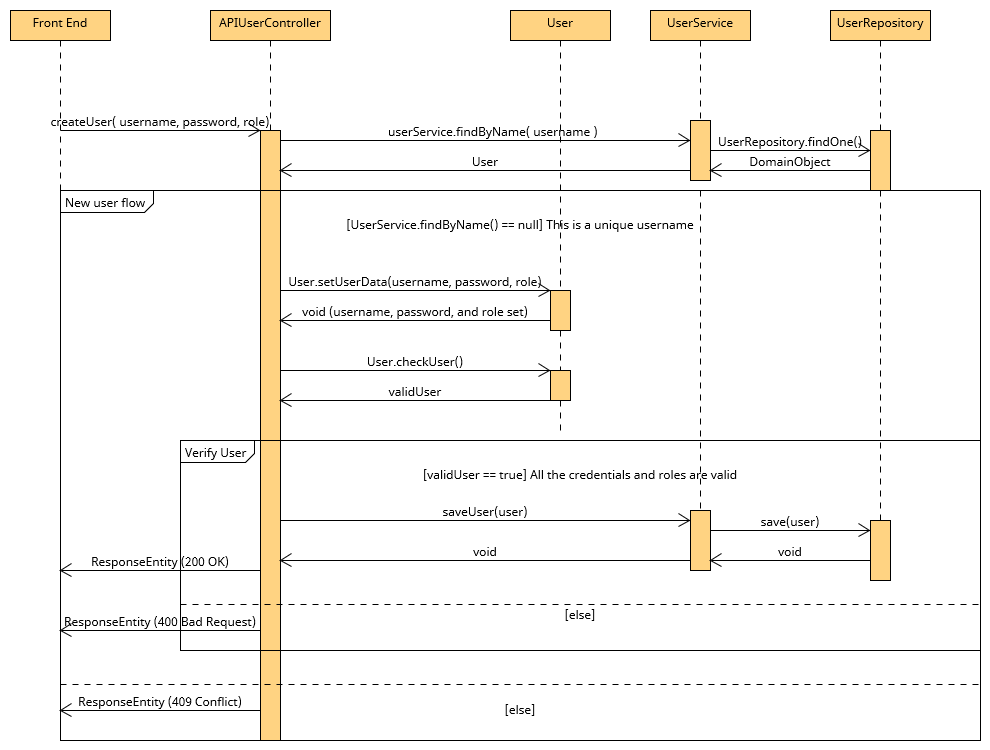 Front End
APIUserController
User
UserService
UserRepository
createUser( username, password, role)
userService.findByName( username )
UserRepository.findOne()
User
DomainObject
New user flow
[UserService.findByName() == null] This is a unique username
User.setUserData(username, password, role)
void (username, password, and role set)
User.checkUser()
validUser
Verify User
[validUser == true] All the credentials and roles are valid
saveUser(user)
save(user)
void
void
ResponseEntity (200 OK)
[else]
ResponseEntity (400 Bad Request)
ResponseEntity (409 Conflict)
[else]